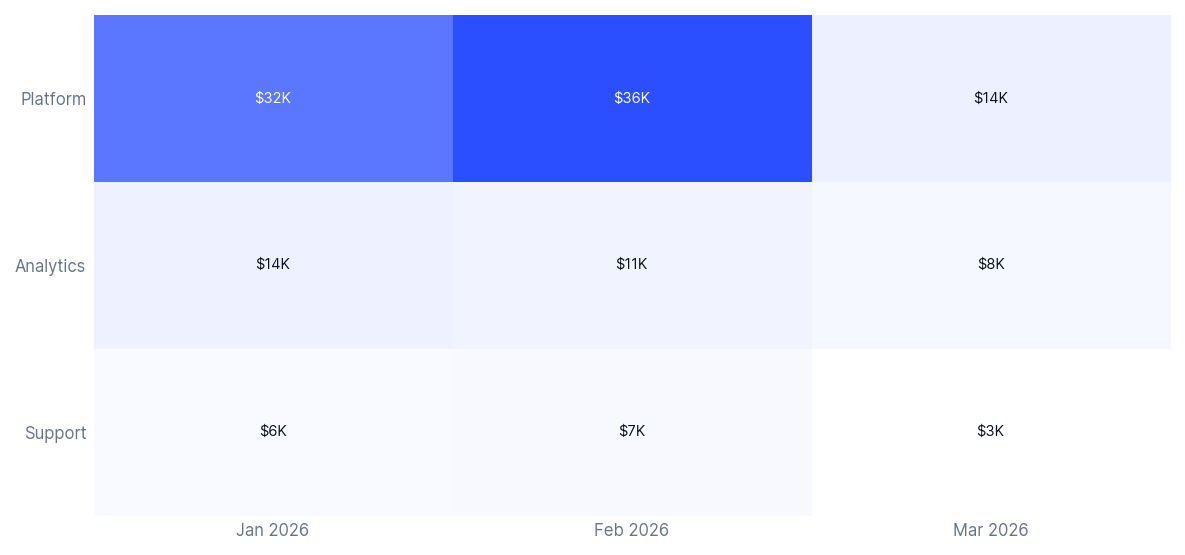 Platform $32K $36K $14K
Analytics $14K $11K $8K
Support $6K $7K $3K
Jan 2026 Feb 2026 Mar 2026